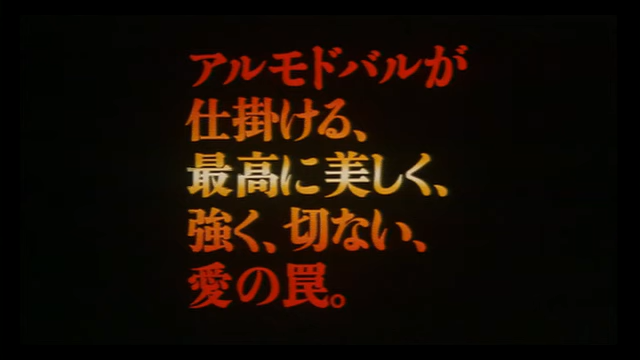 アルモドバルが
仕掛ける、
最高に美しく、
強く、切ない、
愛の罠。